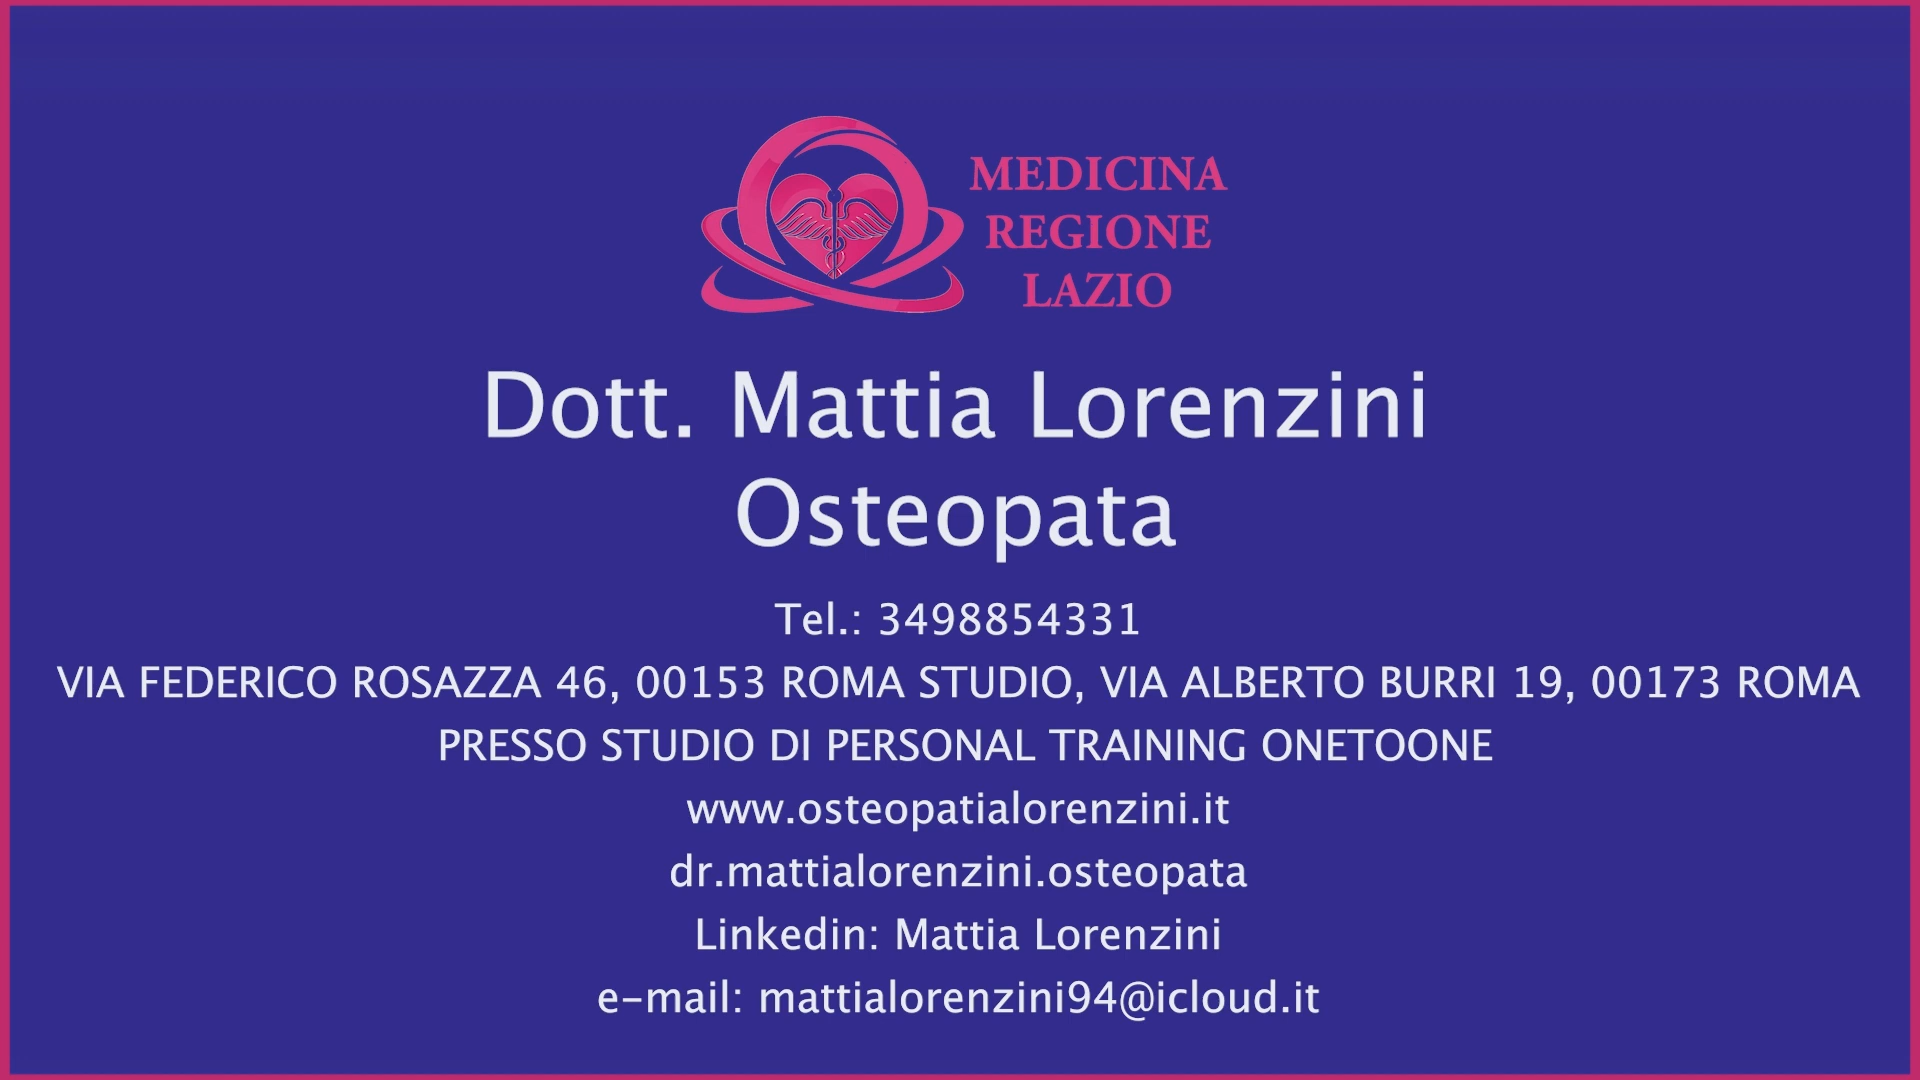 MEDICINA
REGIONE
LAZIO
Dott. Mattia Lorenzini
Osteopata
Tel.: 3498854331
VIA FEDERICO ROSAZZA 46, 00153 ROMA STUDIO, VIA ALBERTO BURRI 19, 00173 ROMA
PRESSO STUDIO DI PERSONAL TRAINING ONETOONE
www.osteopatialorenzini.it
dr.mattialorenzini.osteopata
Linkedin: Mattia Lorenzini
e-mail: mattialorenzini94@icloud.it